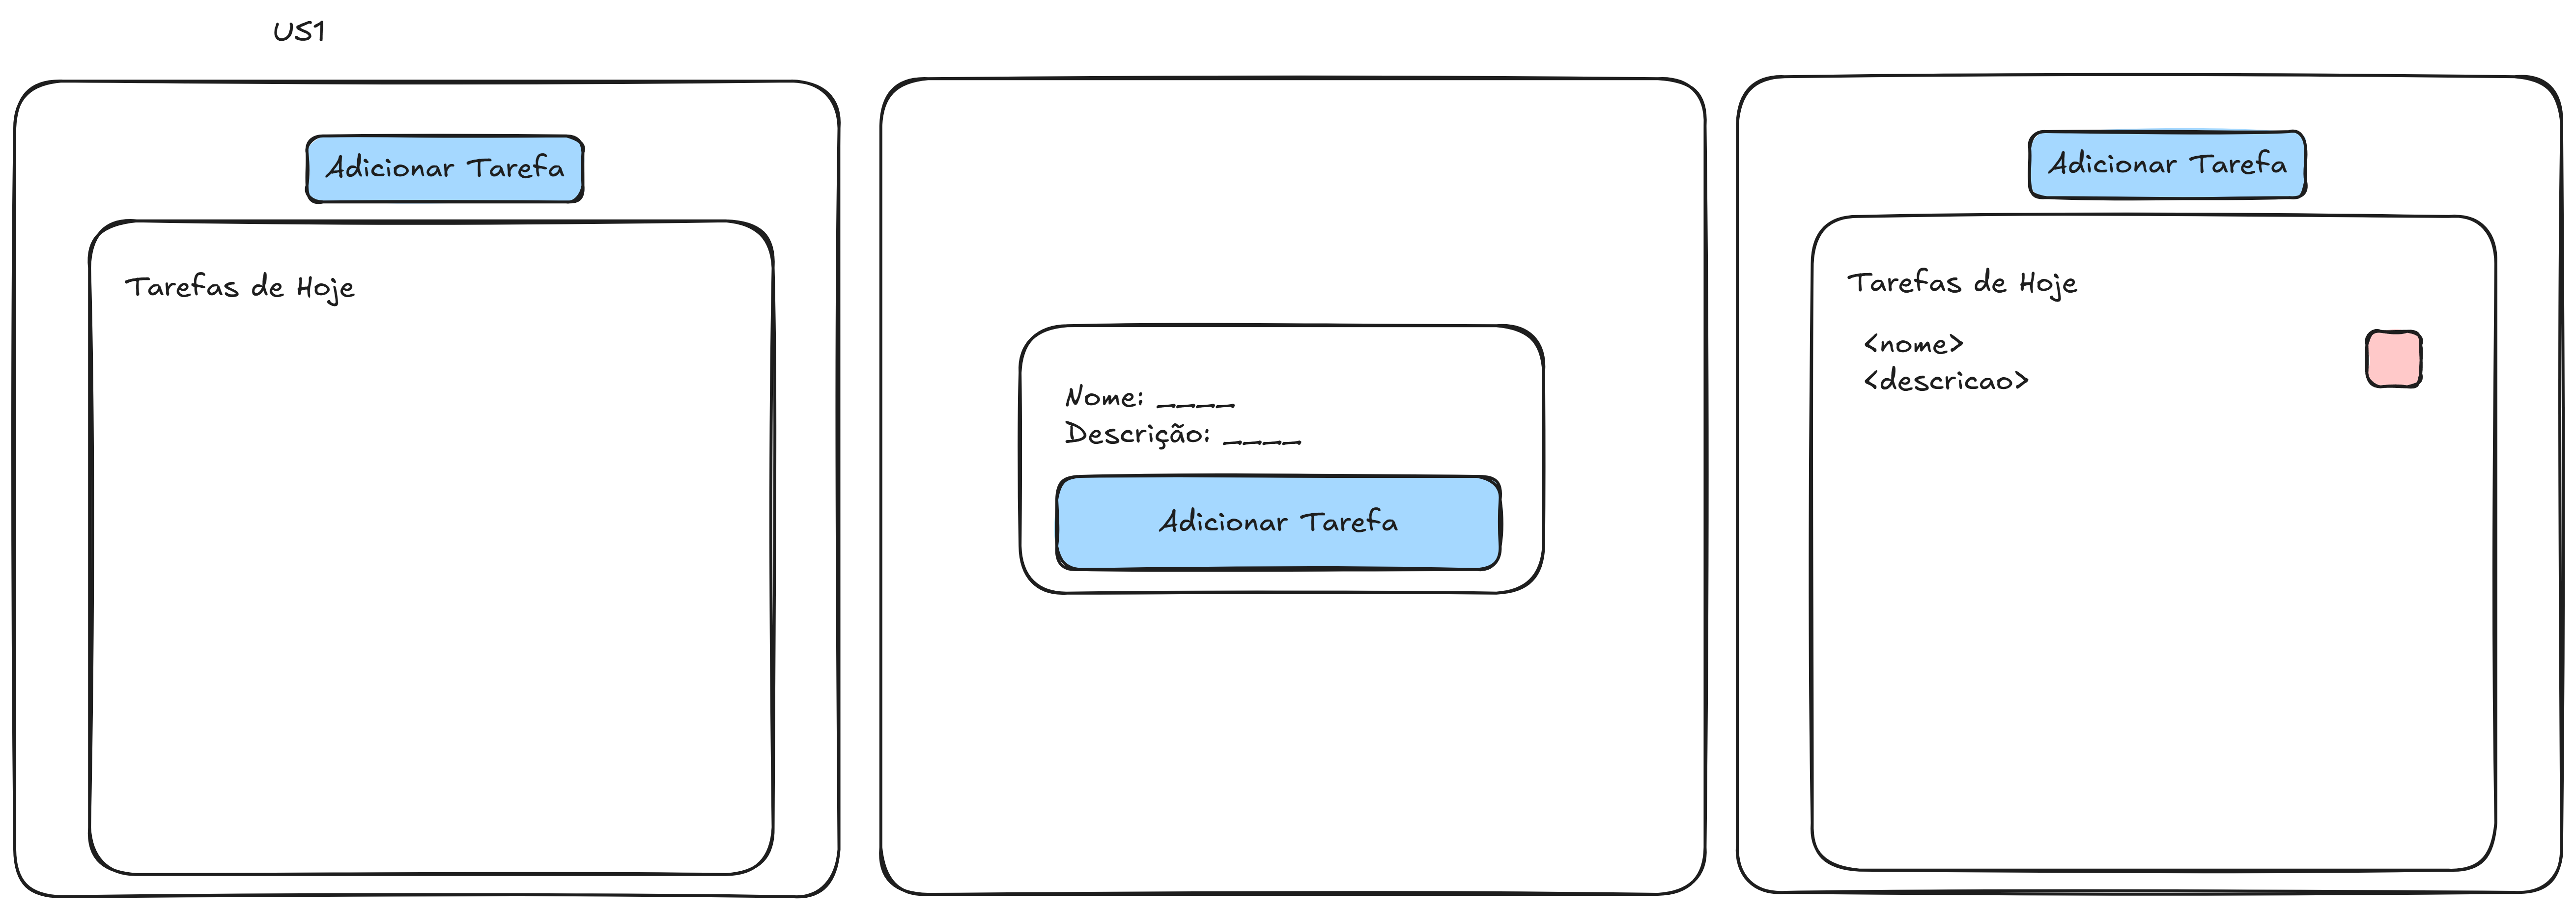 US1
Adicionar Tarefa
Tarefas de Hoje
Nome: ____
Descrição: ____
Adicionar Tarefa
Adicionar Tarefa
Tarefas de Hoje
<nome>
<descricao>